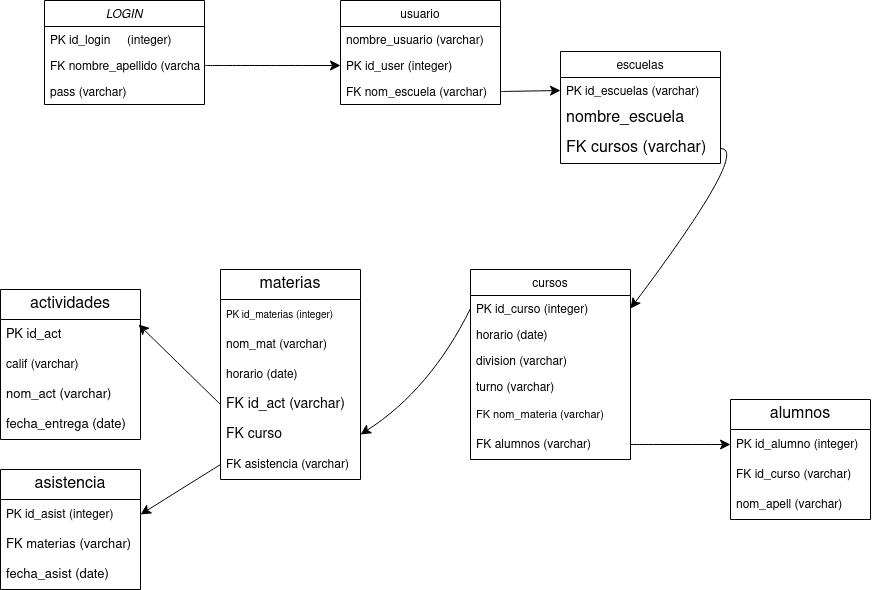 LOGIN
PK id_login (integer)
FK nombre_apellido (varcha
pass (varchar)
usuario
nombre_usuario (varchar)
PK id_user (integer)
FK nom_escuela (varchar)
escuelas
PK id_escuelas (varchar)
nombre_escuela
FK cursos (varchar)
actividades
PK id_act
calif (varchar)
nom_act (varchar)
fecha_entrega (date)
materias
PK id_materias (integer)
nom_mat (varchar)
horario (date)
FK id_act (varchar)
FK curso
FK asistencia (varchar)
cursos
PK id_curso (integer)
horario (date)
division (varchar)
turno (varchar)
FK nom_materia (varchar)
FK alumnos (varchar)
alumnos
PK id_alumno (integer)
FK id_curso (varchar)
nom_apell (varchar)
asistencia
PK id_asist (integer)
FK materias (varchar)
fecha_asist (date)